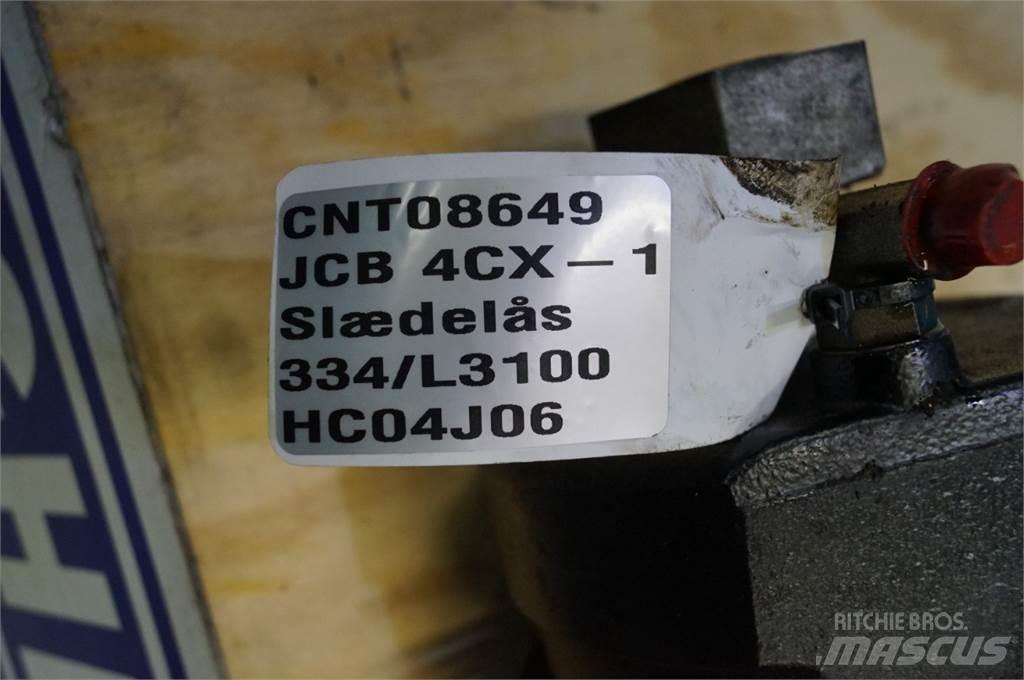 CNT08649
JCB 4CX-1
Slædelås
334/L3100
HC04J06
RITCHIE BROS.
MASCUS